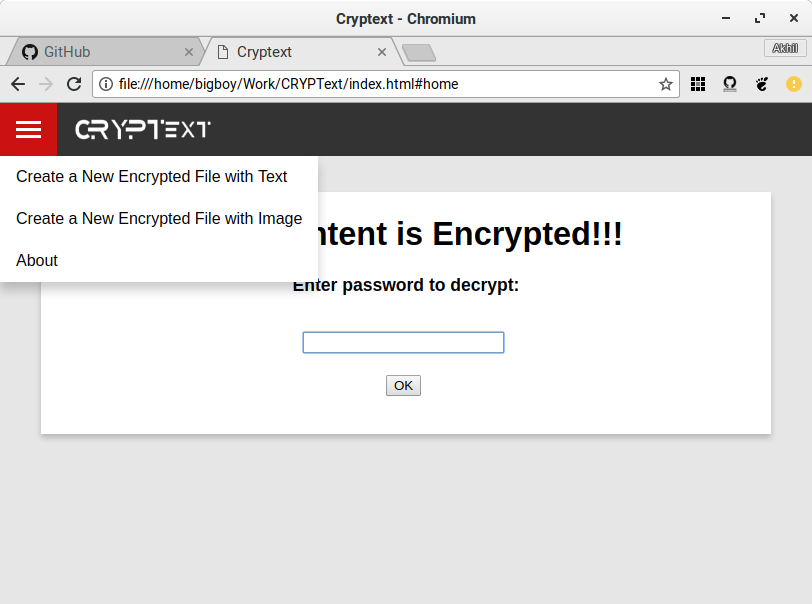 Cryptext - Chromium
GitHub
Cryptext
Akhil
file:///home/bigboy/Work/CRYPText/index.html#home
CRYPTEXT
Create a New Encrypted File with Text
Create a New Encrypted File with Image
About
ntent is Encrypted!!!
Enter password to decrypt:
OK